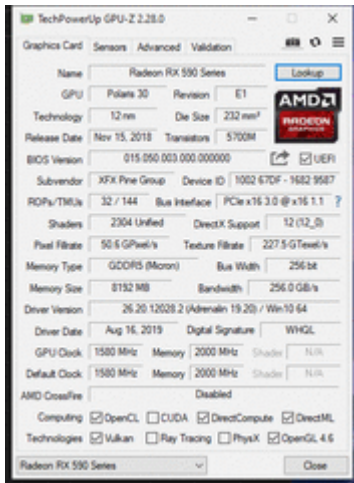 TechPowerUp GPU-Z 2.28.0
Graphics Card Sensors Advanced Validation
Name Radeon RX 590 Series Lookup
GPU Polaris 30 Revision E1
AMD
RADEON
GRAPHICS
Technology 12 nm Die Size 232 mm²
Release Date Nov 15, 2018 Transistors 5700M
BIOS Version 015.050.003.000.000000 UEFI
Subvendor XFX Pine Group Device ID 1002 67DF - 1682 9587
ROPs/TMUs 32 / 144 Bus Interface PCIe x16 3.0 @ x16 1.1 ?
Shaders 2304 Unified DirectX Support 12 (12_0)
Pixel Fillrate 50.6 GPixel/s Texture Fillrate 227.5 GTexel/s
Memory Type GDDR5 (Micron) Bus Width 256 bit
Memory Size 8192 MB Bandwidth 256.0 GB/s
Driver Version 26.20.12028.2 (Adrenalin 19.20) / Win10 64
Driver Date Aug 16, 2019 Digital Signature WHQL
GPU Clock 1580 MHz Memory 2000 MHz Shader N/A
Default Clock 1580 MHz Memory 2000 MHz Shader N/A
AMD CrossFire Disabled
Computing OpenCL CUDA DirectCompute DirectML
Technologies Vulkan Ray Tracing PhysX OpenGL 4.6
Radeon RX 590 Series Close